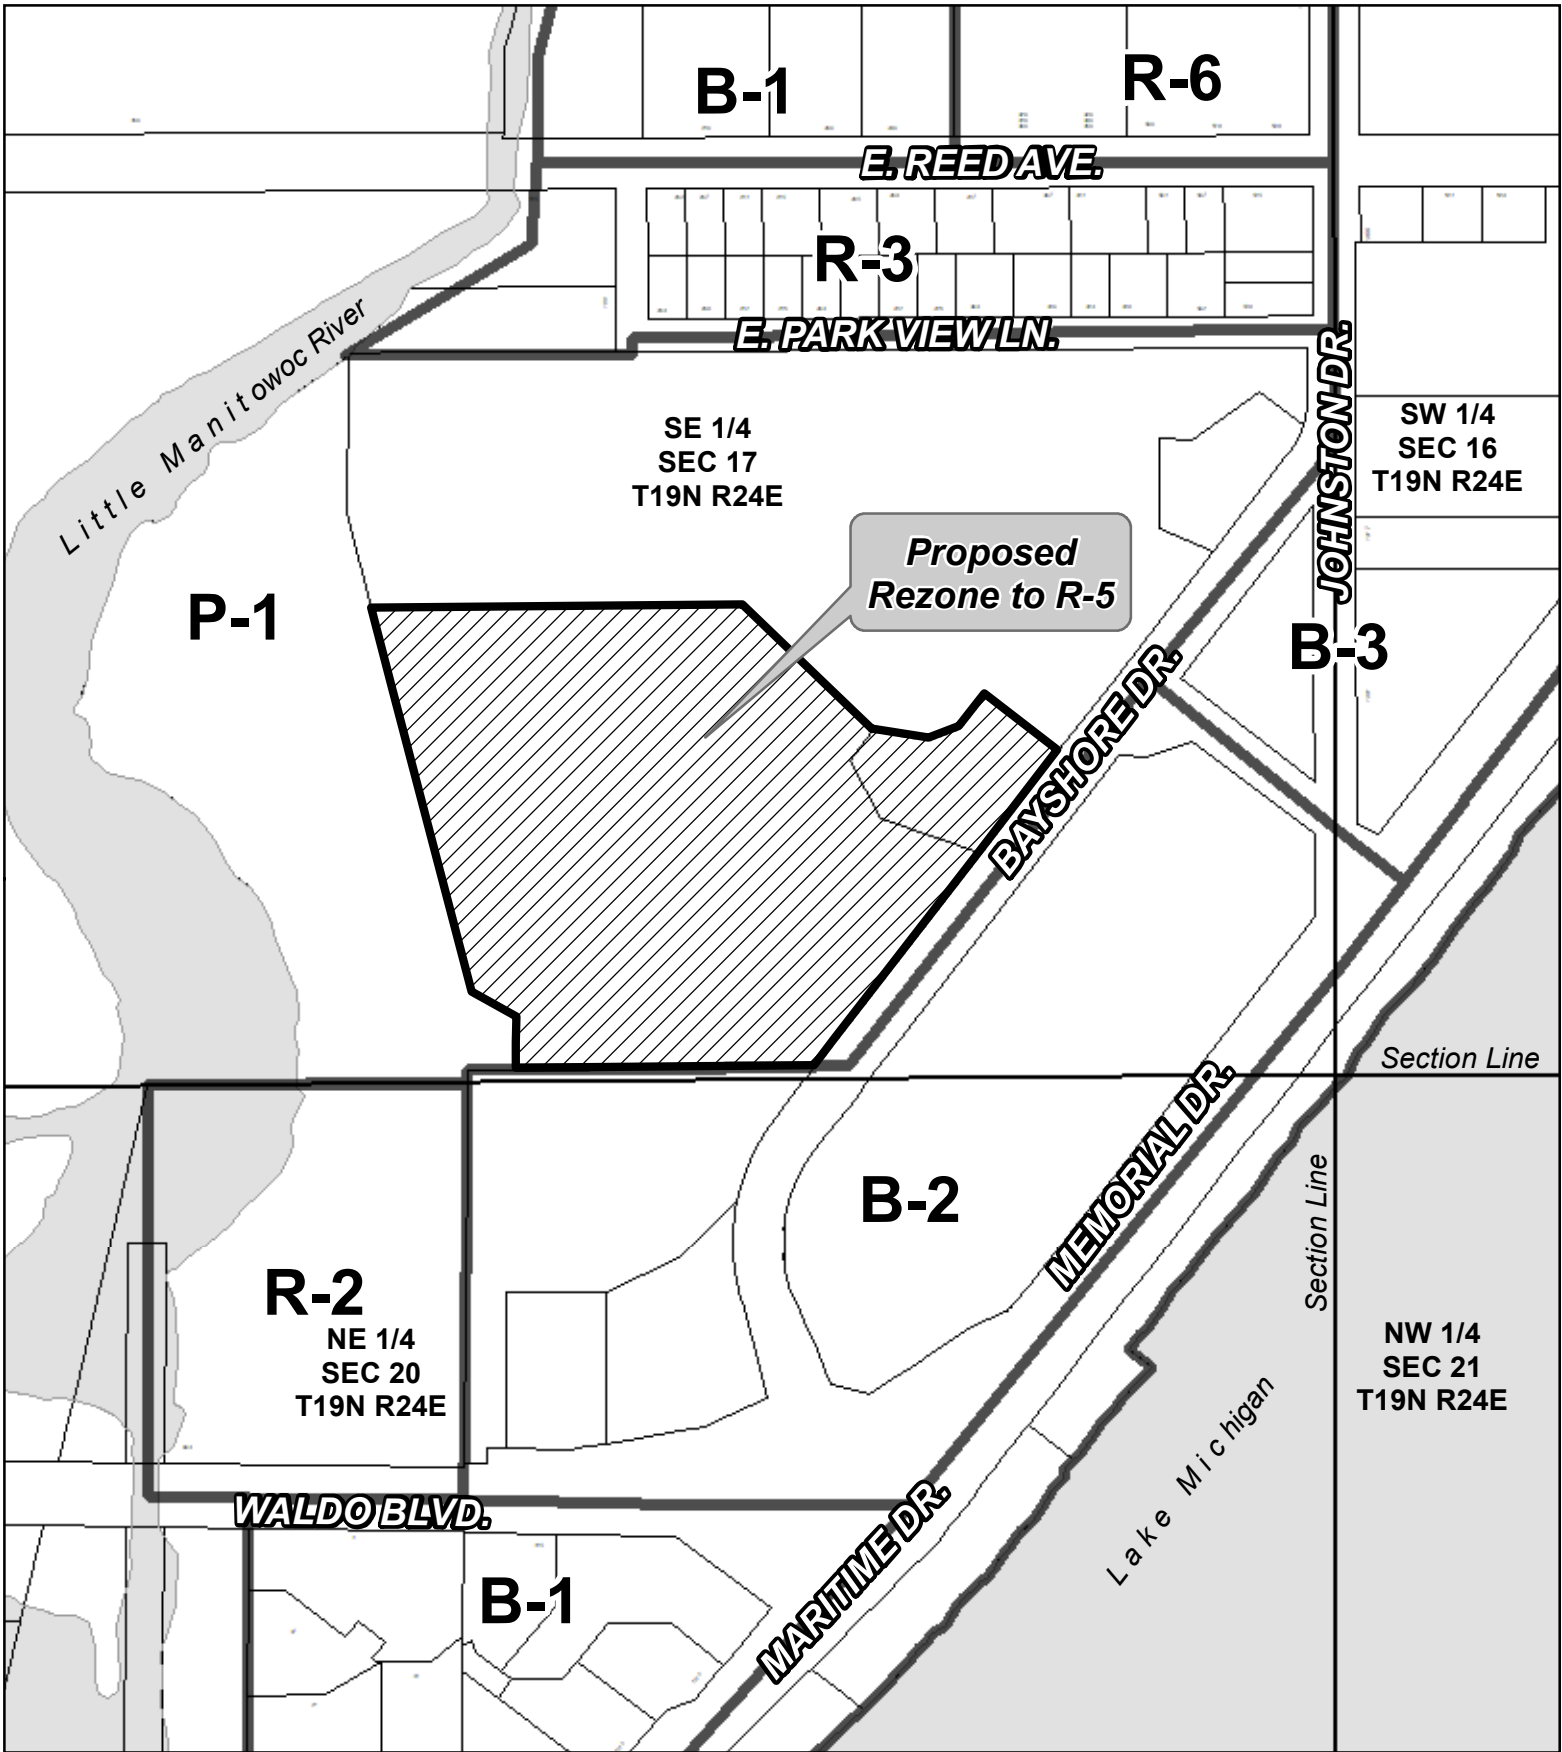 B-1
R-6
E. REED AVE.
R-3
E. PARK VIEW LN.
Little Manitowoc River
JOHNSTON DR.
SE 1/4
SEC 17
T19N R24E
SW 1/4
SEC 16
T19N R24E
Proposed
Rezone to R-5
P-1
B-3
BAYSHORE DR.
Section Line
MEMORIAL DR.
B-2
Section Line
R-2
NE 1/4
SEC 20
T19N R24E
NW 1/4
SEC 21
T19N R24E
Lake Michigan
WALDO BLVD.
MARITIME DR.
B-1